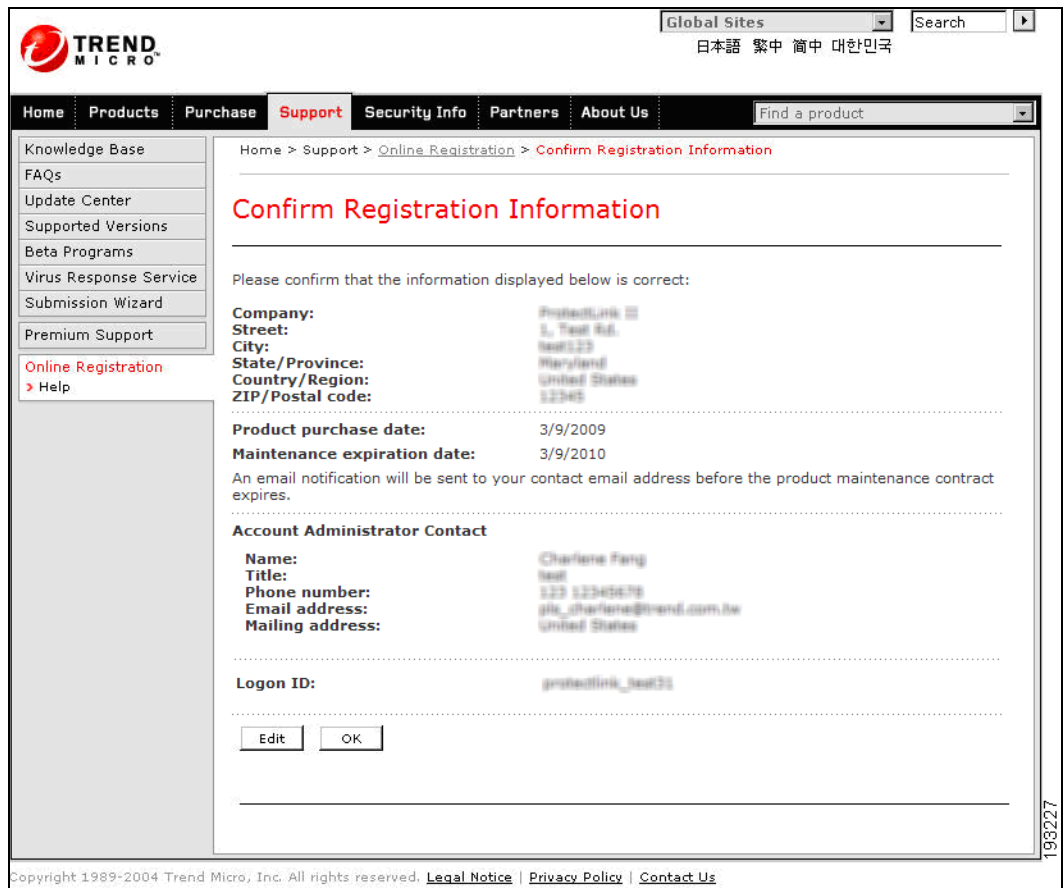 Global Sites
Search
TREND
MICRO™
日本語 繁中 简中 대한민국
Home Products Purchase Support Security Info Partners About Us Find a product
Knowledge Base
FAQs
Update Center
Supported Versions
Beta Programs
Virus Response Service
Submission Wizard
Premium Support
Online Registration
> Help
Home > Support > Online Registration > Confirm Registration Information
Confirm Registration Information
Please confirm that the information displayed below is correct:
Company:
Street:
City:
State/Province:
Country/Region:
ZIP/Postal code:
Product purchase date: 3/9/2009
Maintenance expiration date: 3/9/2010
An email notification will be sent to your contact email address before the product maintenance contract
expires.
Account Administrator Contact
Name:
Title:
Phone number:
Email address:
Mailing address:
Logon ID:
Edit OK
193227
Copyright 1989-2004 Trend Micro, Inc. All rights reserved. Legal Notice | Privacy Policy | Contact Us